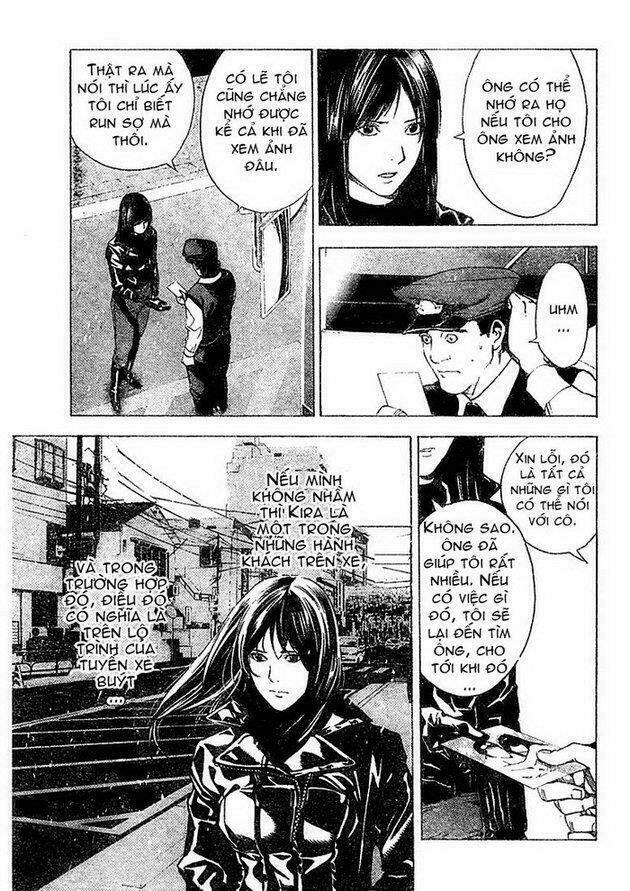 ÔNG CÓ THỂ
NHỚ RA HỌ
NẾU TÔI CHO
ÔNG XEM ẢNH
KHÔNG?
CÓ LẼ TÔI
CŨNG CHẲNG
NHỚ ĐƯỢC
KỂ CẢ KHI ĐÃ
XEM ẢNH
ĐÂU.
THẬT RA MÀ
NÓI THÌ LÚC ẤY
TÔI CHỈ BIẾT
RUN SỢ MÀ
THÔI.
UHM
...
XIN LỖI, ĐÓ
LÀ TẤT CẢ
NHỮNG GÌ TÔI
CÓ THỂ NÓI
VỚI CÔ.
KHÔNG SAO.
ÔNG ĐÃ
GIÚP TÔI RẤT
NHIỀU. NẾU
CÓ VIỆC GÌ
ĐÓ, TÔI SẼ
LẠI ĐẾN TÌM
ÔNG, CHO
TỚI KHI ĐÓ
...
NẾU MÌNH
KHÔNG NHẦM
THÌ KIRA LÀ
MỘT TRONG
NHỮNG HÀNH
KHÁCH TRÊN XE,
VÀ TRONG
TRƯỜNG HỢP
ĐÓ, ĐIỀU ĐÓ
CÓ NGHĨA LÀ
TRÊN LỘ
TRÌNH CỦA
TUYẾN XE
BUÝT
...